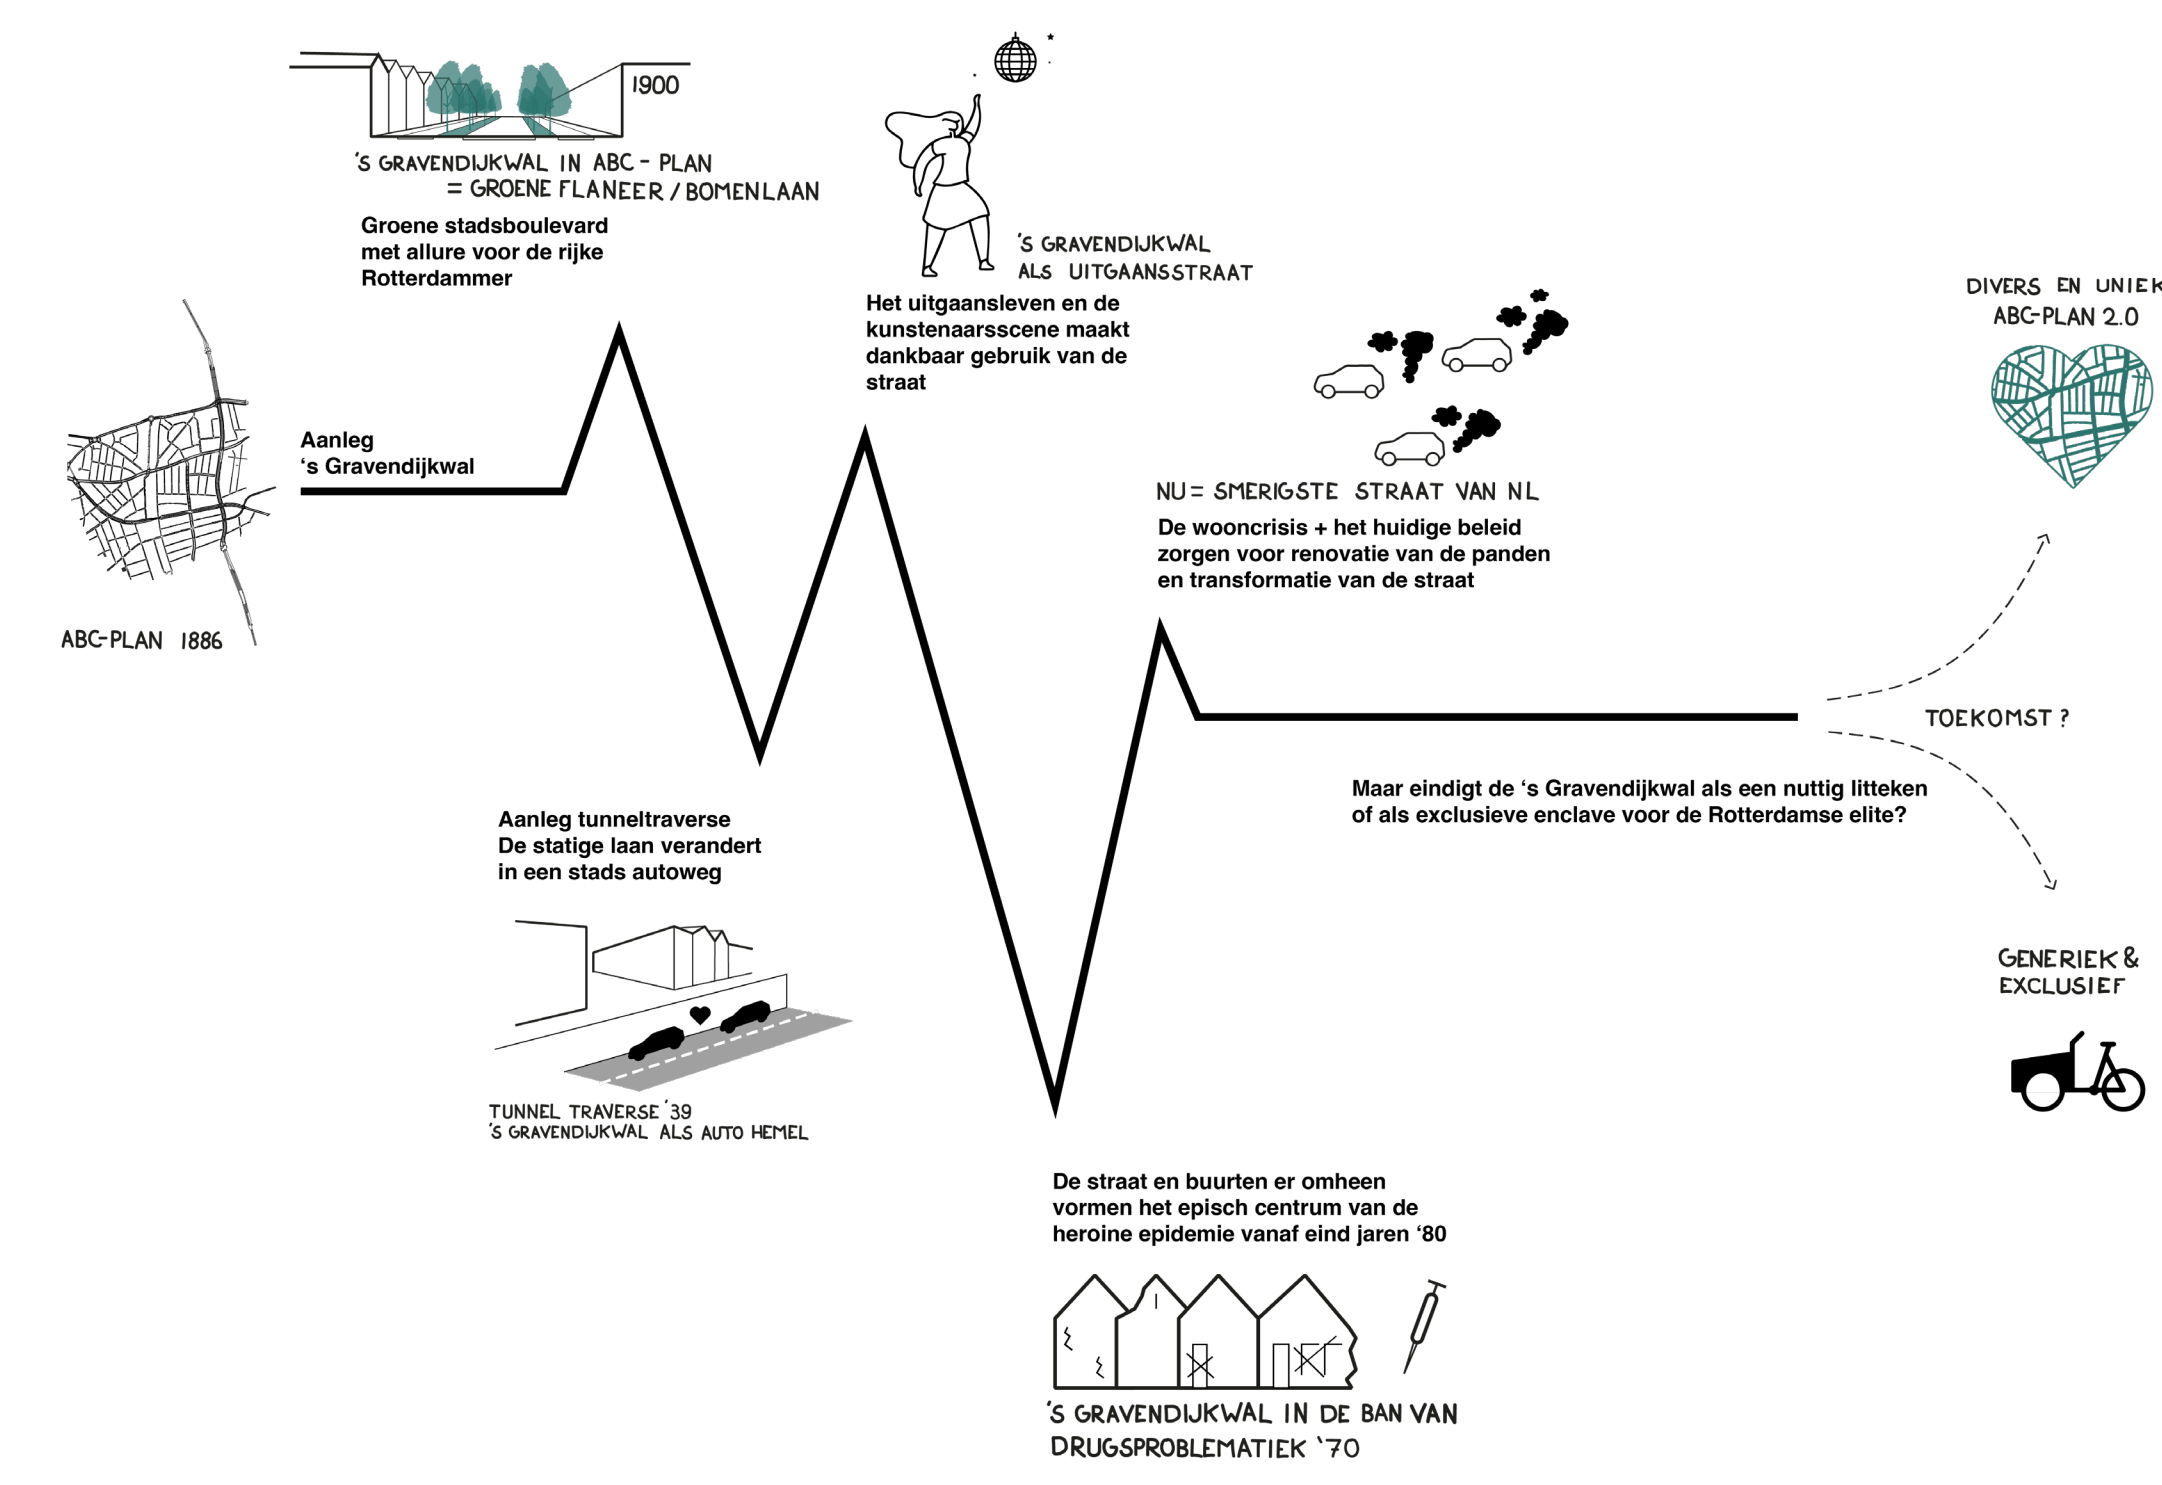 1900
'S GRAVENDIJKWAL IN ABC - PLAN
= GROENE FLANEER / BOMENLAAN
Groene stadsboulevard
met allure voor de rijke
Rotterdammer
'S GRAVENDIJKWAL
ALS UITGAANSSTRAAT
Het uitgaansleven en de
kunstenaarsscene maakt
dankbaar gebruik van de
straat
DIVERS EN UNIEK
ABC-PLAN 2.0
Aanleg
‘s Gravendijkwal
ABC-PLAN 1886
NU = SMERIGSTE STRAAT VAN NL
De wooncrisis + het huidige beleid
zorgen voor renovatie van de panden
en transformatie van de straat
TOEKOMST ?
Maar eindigt de ‘s Gravendijkwal als een nuttig litteken
of als exclusieve enclave voor de Rotterdamse elite?
Aanleg tunneltraverse
De statige laan verandert
in een stads autoweg
TUNNEL TRAVERSE '39
'S GRAVENDIJKWAL ALS AUTO HEMEL
GENERIEK &
EXCLUSIEF
De straat en buurten er omheen
vormen het episch centrum van de
heroine epidemie vanaf eind jaren ‘80
'S GRAVENDIJKWAL IN DE BAN VAN
DRUGSPROBLEMATIEK '70